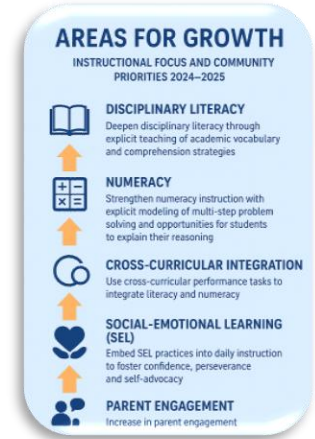 AREAS FOR GROWTH
INSTRUCTIONAL FOCUS AND COMMUNITY
PRIORITIES 2024–2025
DISCIPLINARY LITERACY
Deepen disciplinary literacy through
explicit teaching of academic vocabulary
and comprehension strategies
NUMERACY
Strengthen numeracy instruction with
explicit modeling of multi-step problem
solving and opportunities for students
to explain their reasoning
CROSS-CURRICULAR INTEGRATION
Use cross-curricular performance tasks to
integrate literacy and numeracy
SOCIAL-EMOTIONAL LEARNING
(SEL)
Embed SEL practices into daily instruction
to foster confidence, perseverance
and self-advocacy
PARENT ENGAGEMENT
Increase in parent engagement